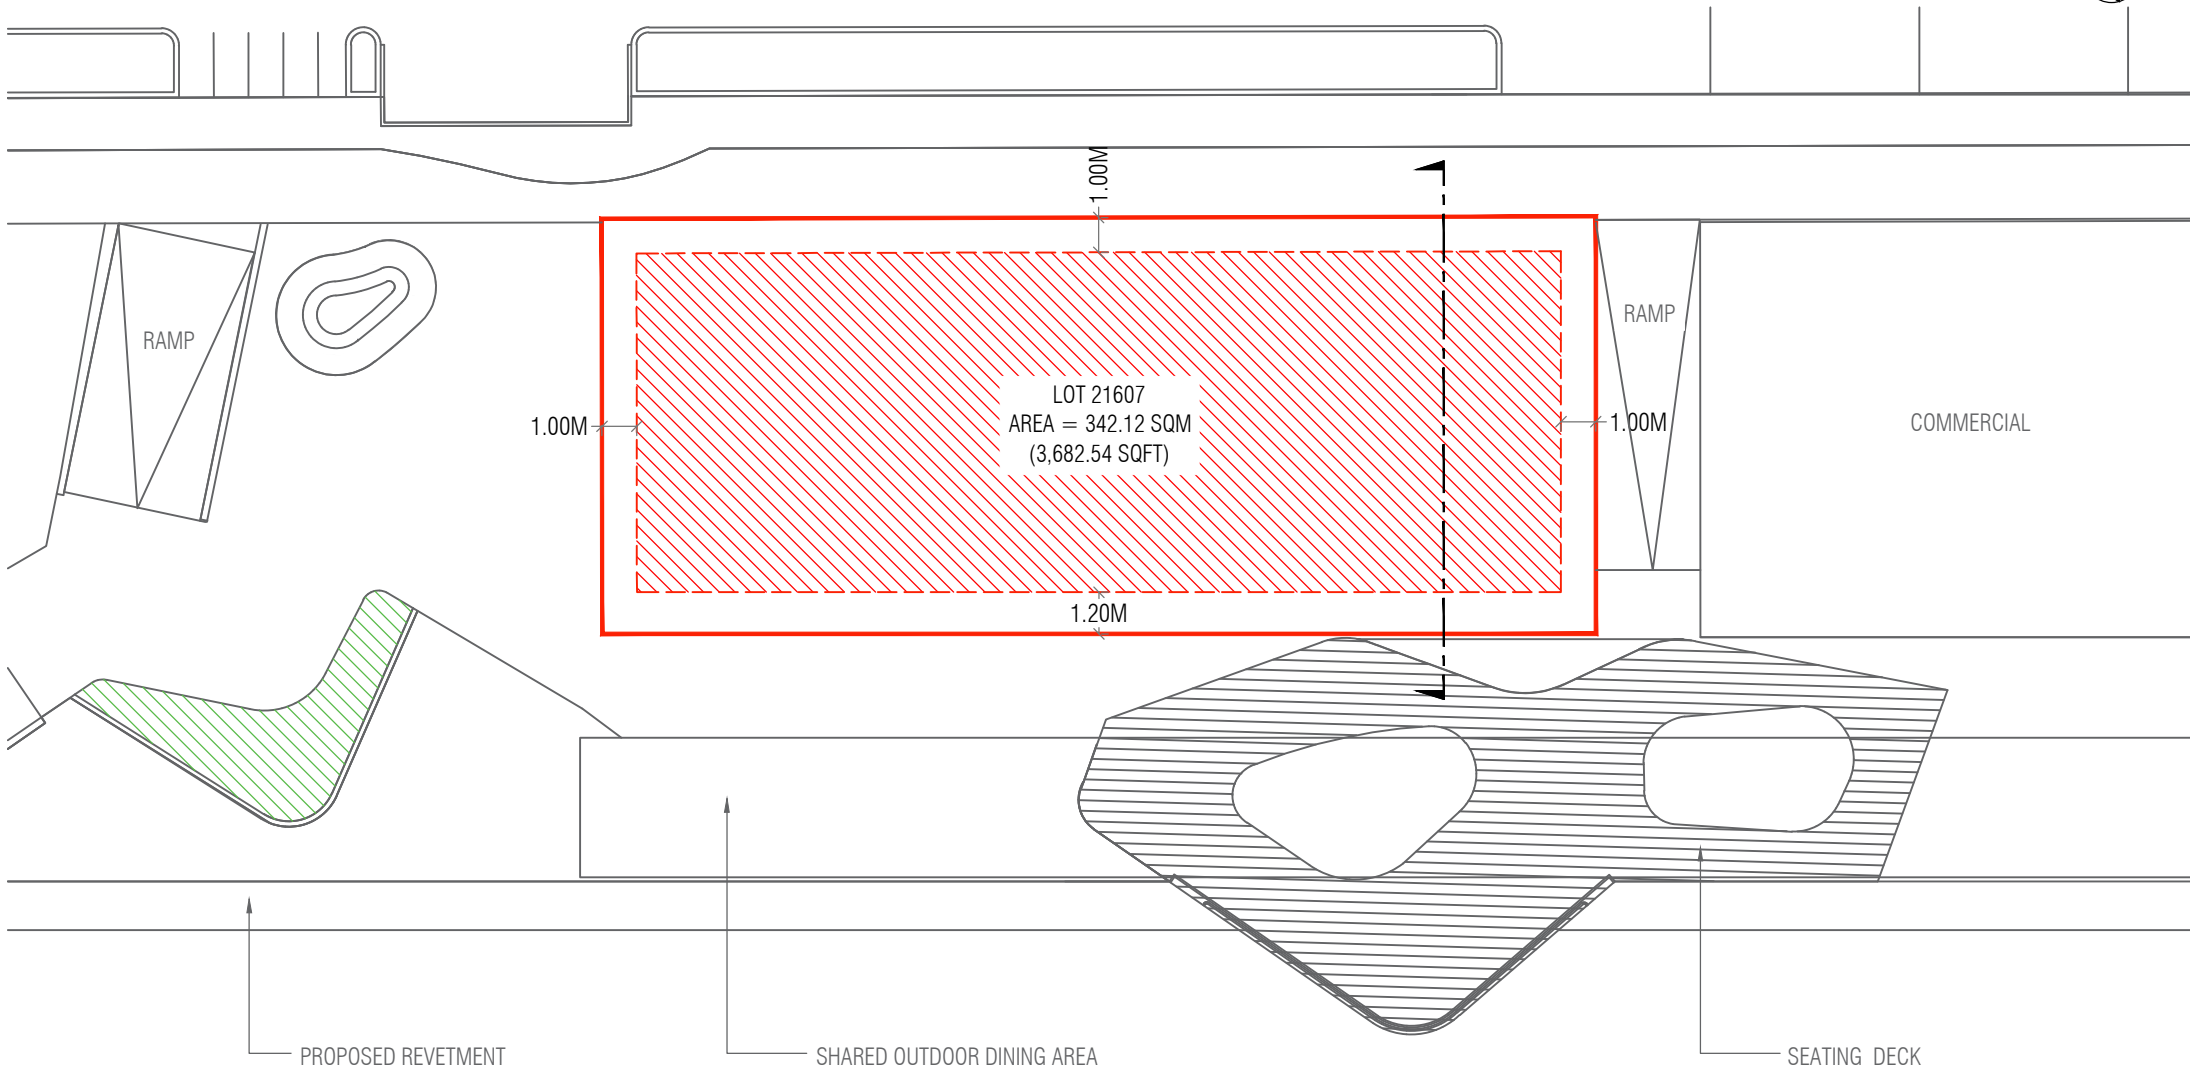 1.00M
RAMP
RAMP
LOT 21607
AREA = 342.12 SQM
(3,682.54 SQFT)
1.00M
1.00M
COMMERCIAL
1.20M
PROPOSED REVETMENT
SHARED OUTDOOR DINING AREA
SEATING DECK